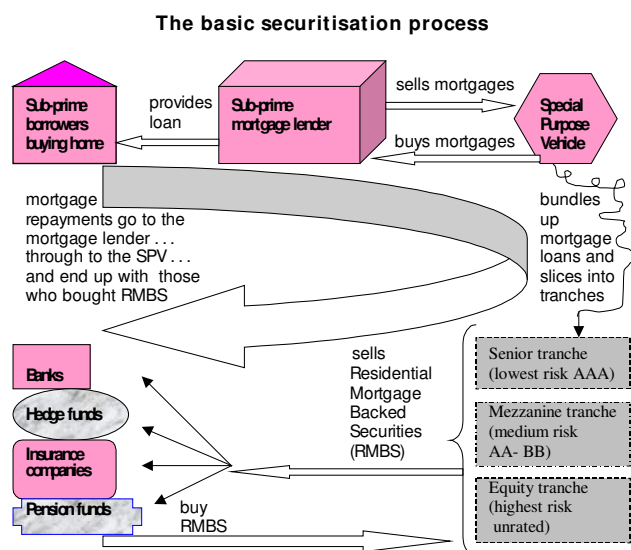 The basic securitisation process
Sub-prime
borrowers
buying home
provides
loan
Sub-prime
mortgage lender
sells mortgages
buys mortgages
Special
Purpose
Vehicle
mortgage
repayments go to the
mortgage lender . . .
through to the SPV . . .
and end up with those
who bought RMBS
bundles
up
mortgage
loans and
slices into
tranches
Banks
Hedge funds
Insurance
companies
Pension funds
sells
Residential
Mortgage
Backed
Securities
(RMBS)
buy
RMBS
Senior tranche
(lowest risk AAA)
Mezzanine tranche
(medium risk
AA- BB)
Equity tranche
(highest risk
unrated)